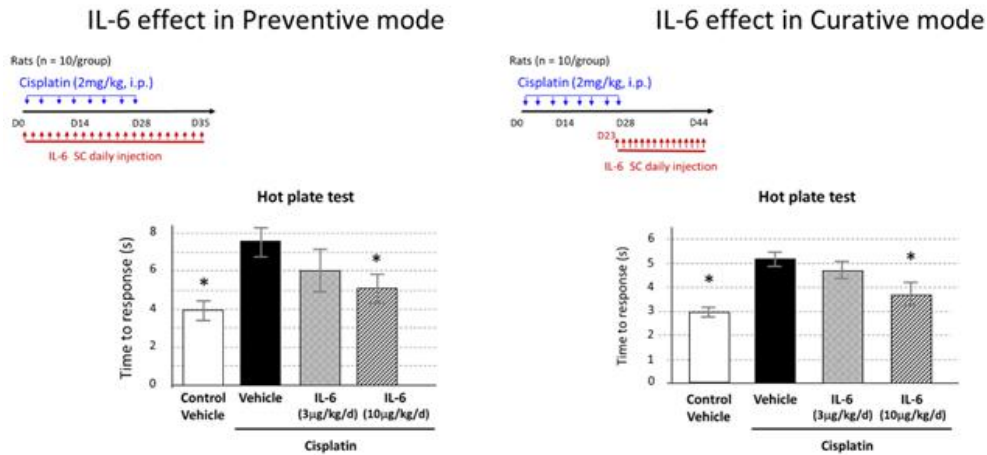 IL-6 effect in Preventive mode
Rats (n = 10/group)
Cisplatin (2mg/kg, i.p.)
D0 D14 D28 D35
IL-6 SC daily injection
Hot plate test
Time to response (s)
8
6
4
2
0
*
*
Control Vehicle IL-6 IL-6
Vehicle (3µg/kg/d) (10µg/kg/d)
Cisplatin
IL-6 effect in Curative mode
Rats (n = 10/group)
Cisplatin (2mg/kg, i.p.)
D0 D14 D28 D44
D23
IL-6 SC daily injection
Hot plate test
Time to response (s)
6
5
4
3
2
1
0
*
*
Control Vehicle IL-6 IL-6
Vehicle (3µg/kg/d) (10µg/kg/d)
Cisplatin